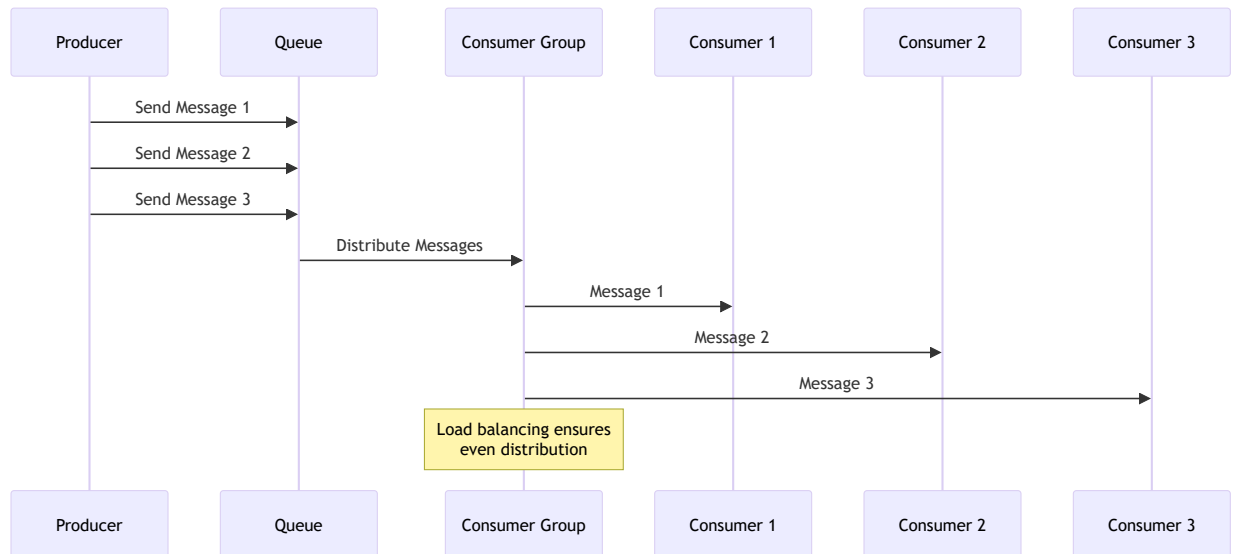 Producer
Queue
Consumer Group
Consumer 1
Consumer 2
Consumer 3
Send Message 1
Send Message 2
Send Message 3
Distribute Messages
Message 1
Message 2
Message 3
Load balancing ensures
even distribution
Producer
Queue
Consumer Group
Consumer 1
Consumer 2
Consumer 3